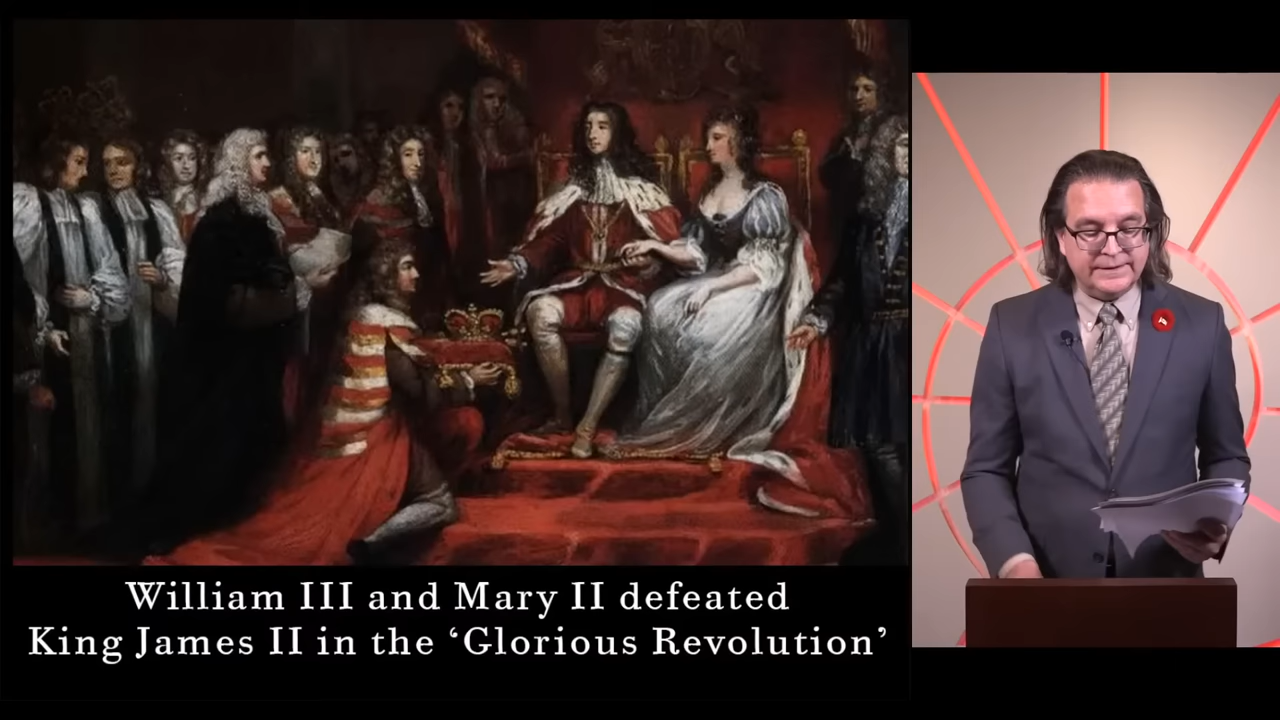 William III and Mary II defeated
King James II in the ‘Glorious Revolution’